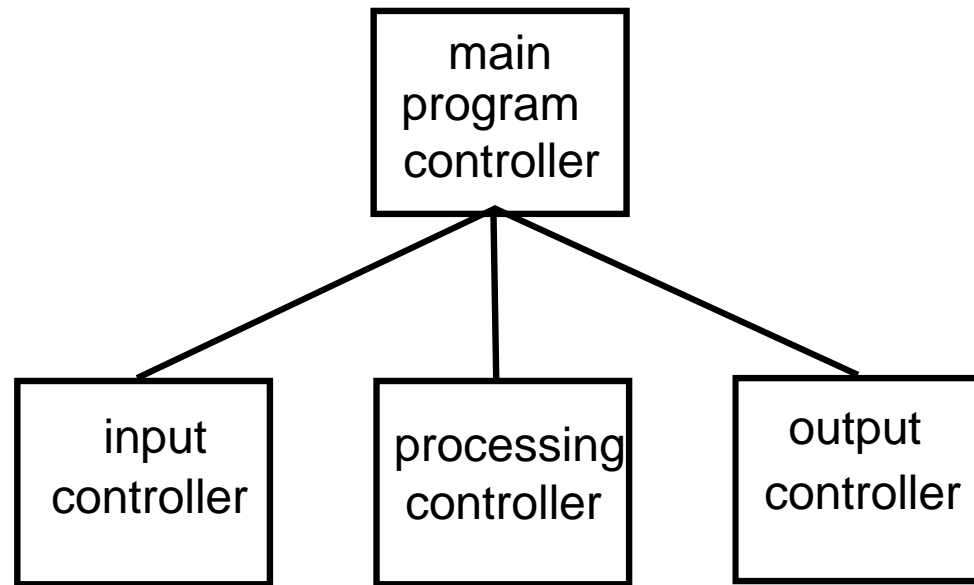 main
program
controller
input
controller
processing
controller
output
controller